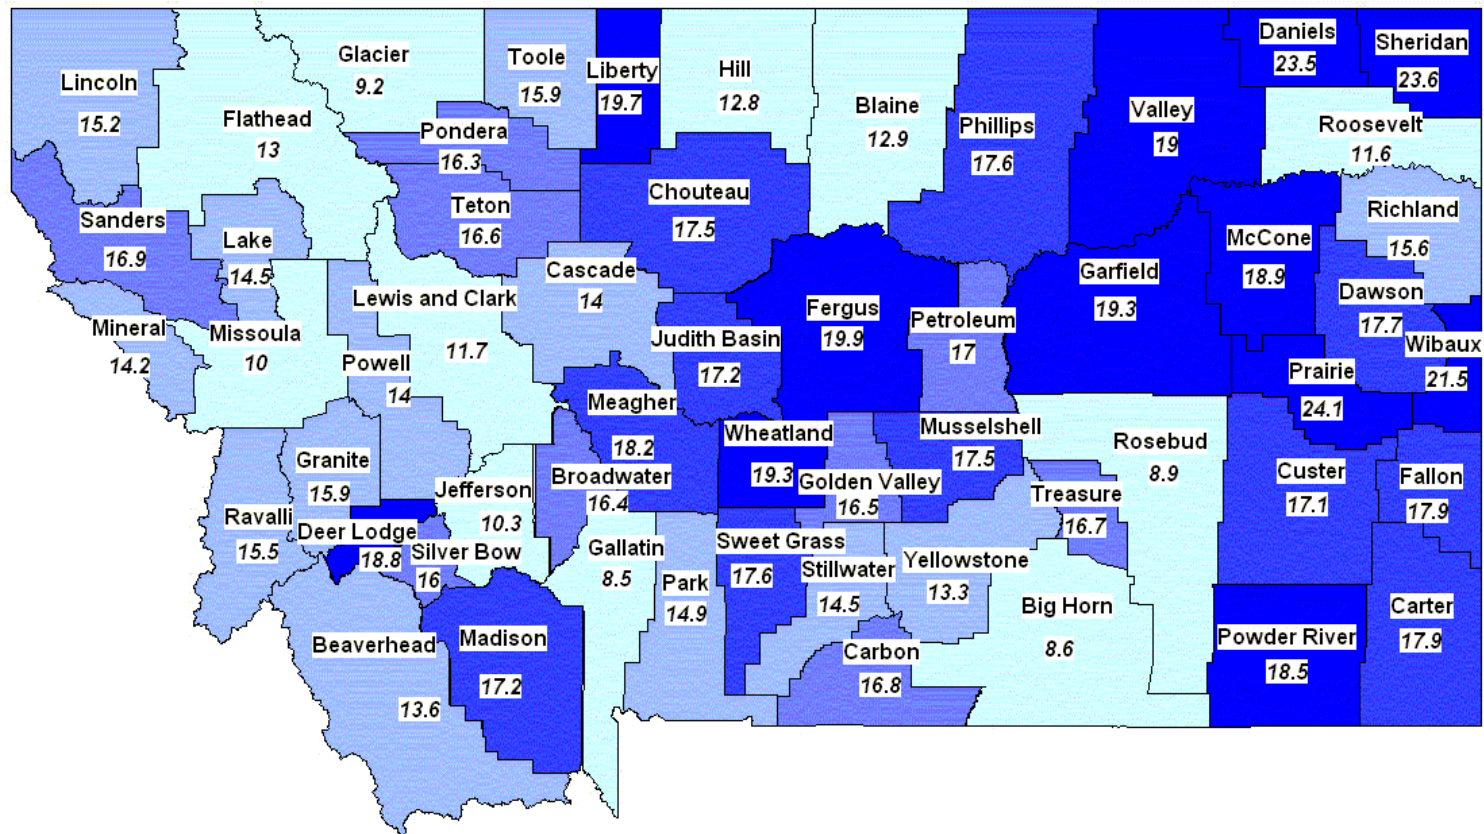 Lincoln
15.2
Flathead
13
Glacier
9.2
Toole
15.9
Liberty
19.7
Hill
12.8
Blaine
12.9
Phillips
17.6
Valley
19
Daniels
23.5
Sheridan
23.6
Roosevelt
11.6
Pondera
16.3
Teton
16.6
Chouteau
17.5
Sanders
16.9
Lake
14.5
Richland
15.6
McCone
18.9
Garfield
19.3
Dawson
17.7
Wibaux
21.5
Cascade
14
Lewis and Clark
11.7
Mineral
14.2
Missoula
10
Powell
14
Judith Basin
17.2
Fergus
19.9
Petroleum
17
Prairie
24.1
Meagher
18.2
Wheatland
19.3
Musselshell
17.5
Rosebud
8.9
Granite
15.9
Jefferson
10.3
Broadwater
16.4
Golden Valley
16.5
Treasure
16.7
Custer
17.1
Fallon
17.9
Ravalli
15.5
Deer Lodge
18.8
Silver Bow
16
Gallatin
8.5
Park
14.9
Sweet Grass
17.6
Stillwater
14.5
Yellowstone
13.3
Big Horn
8.6
Carter
17.9
Beaverhead
13.6
Madison
17.2
Carbon
16.8
Powder River
18.5